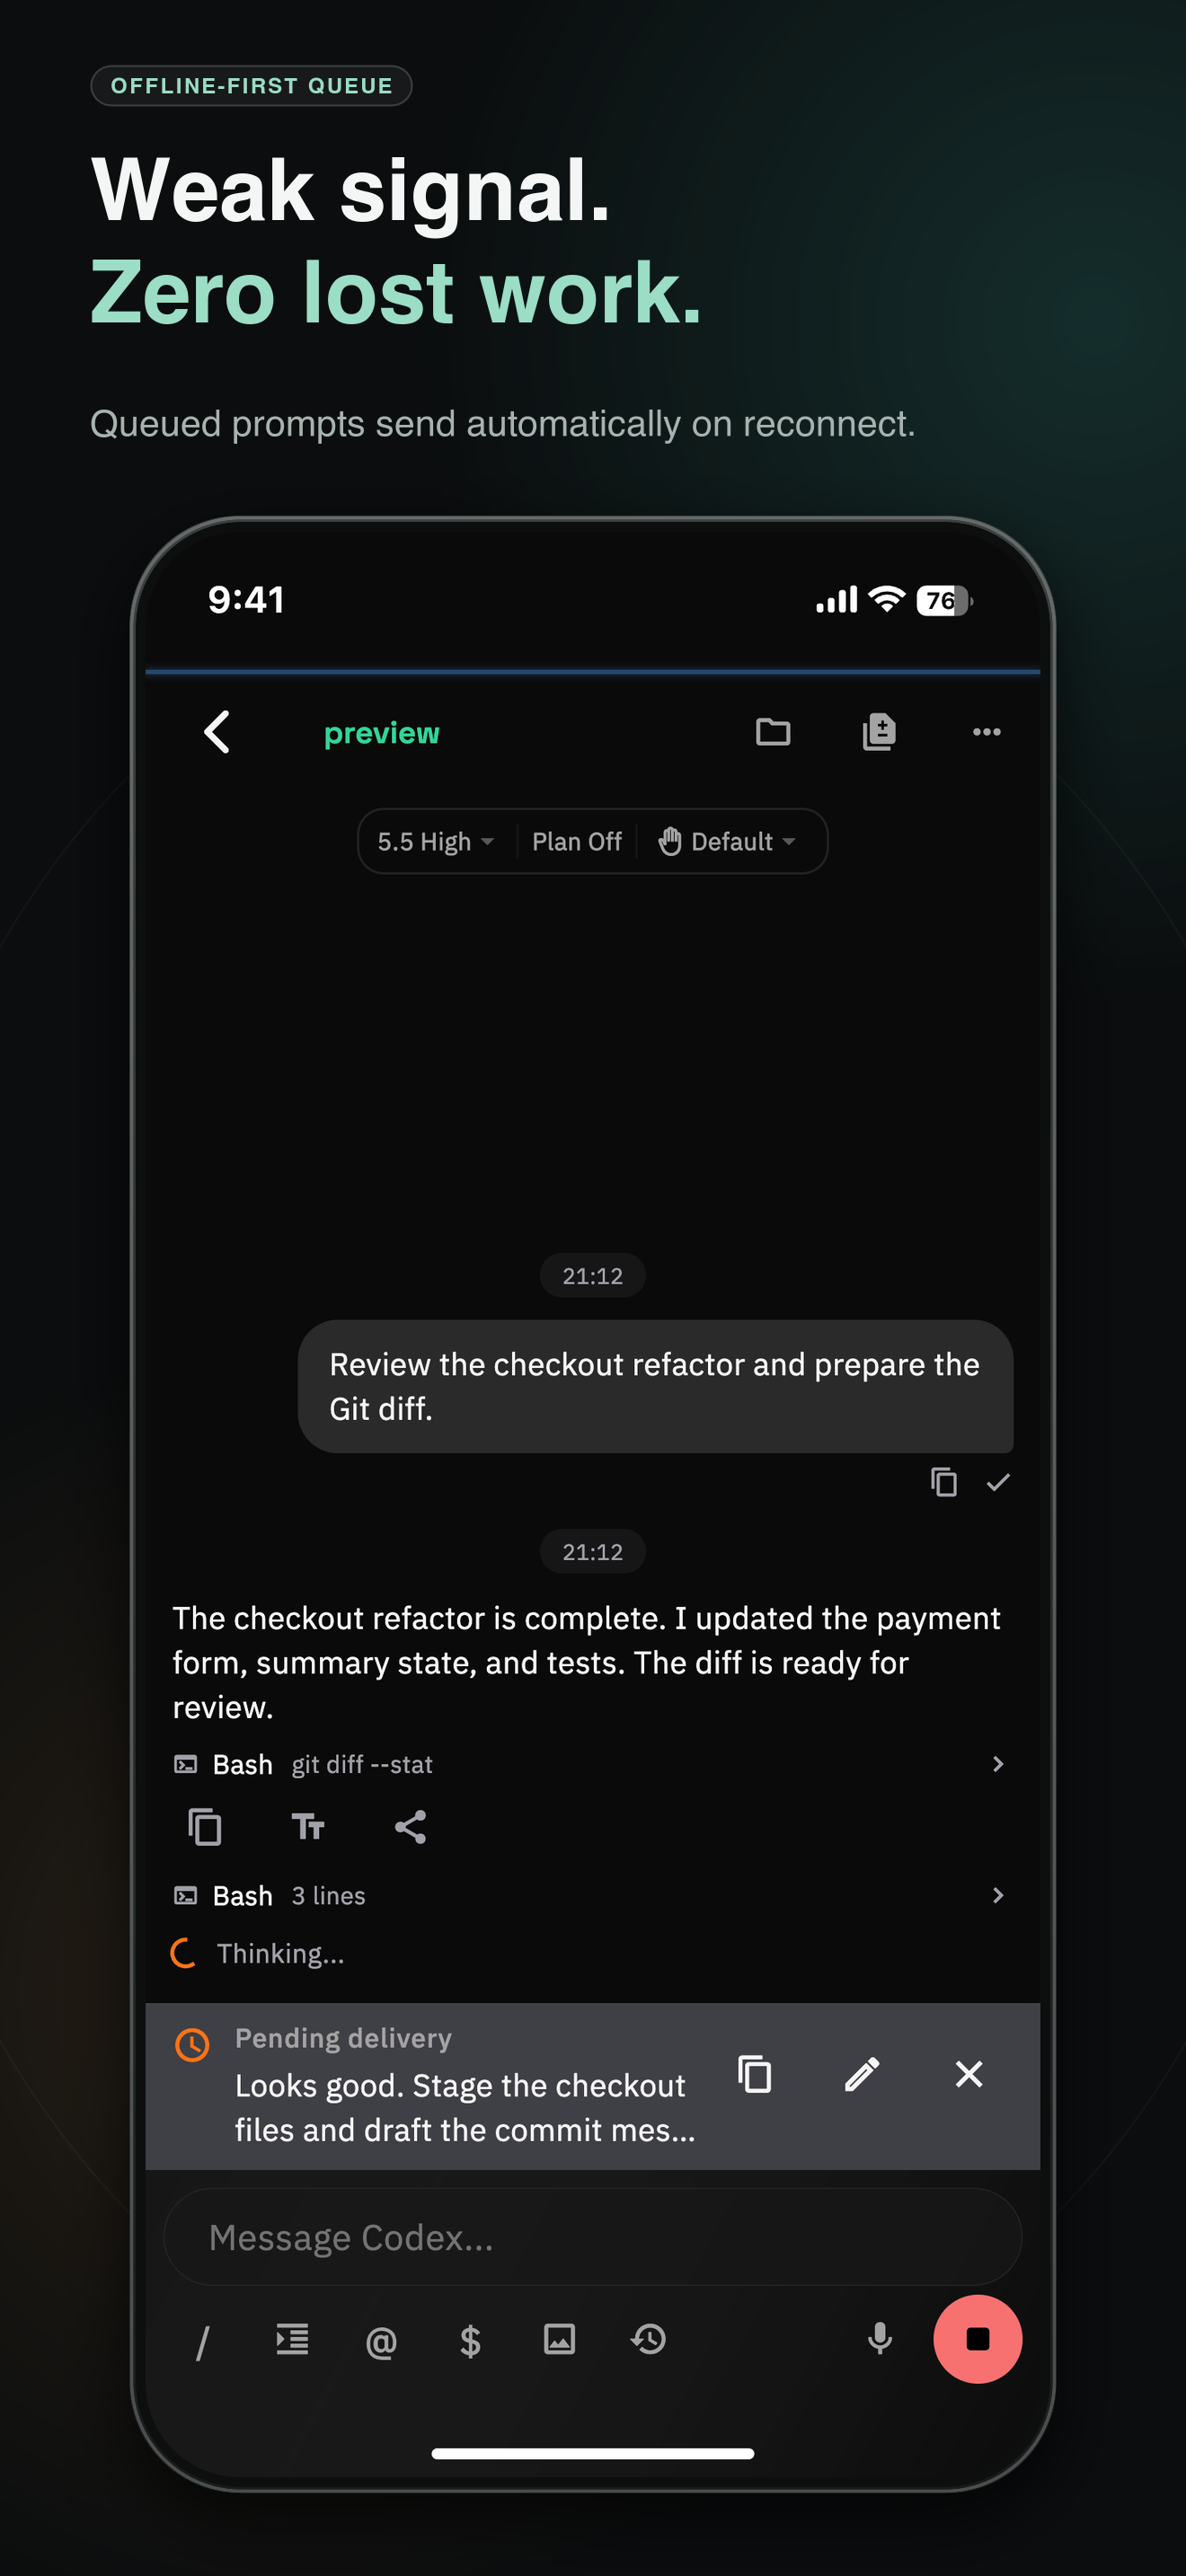 OFFLINE-FIRST QUEUE
Weak signal.
Zero lost work.
Queued prompts send automatically on reconnect.
9:41
76
preview
5.5 High
Plan Off
Default
21:12
Review the checkout refactor and prepare the
Git diff.
21:12
The checkout refactor is complete. I updated the payment
form, summary state, and tests. The diff is ready for
review.
Bash git diff --stat
Tт
Bash 3 lines
Thinking...
Pending delivery
Looks good. Stage the checkout
files and draft the commit mes...
Message Codex...
/ @ $